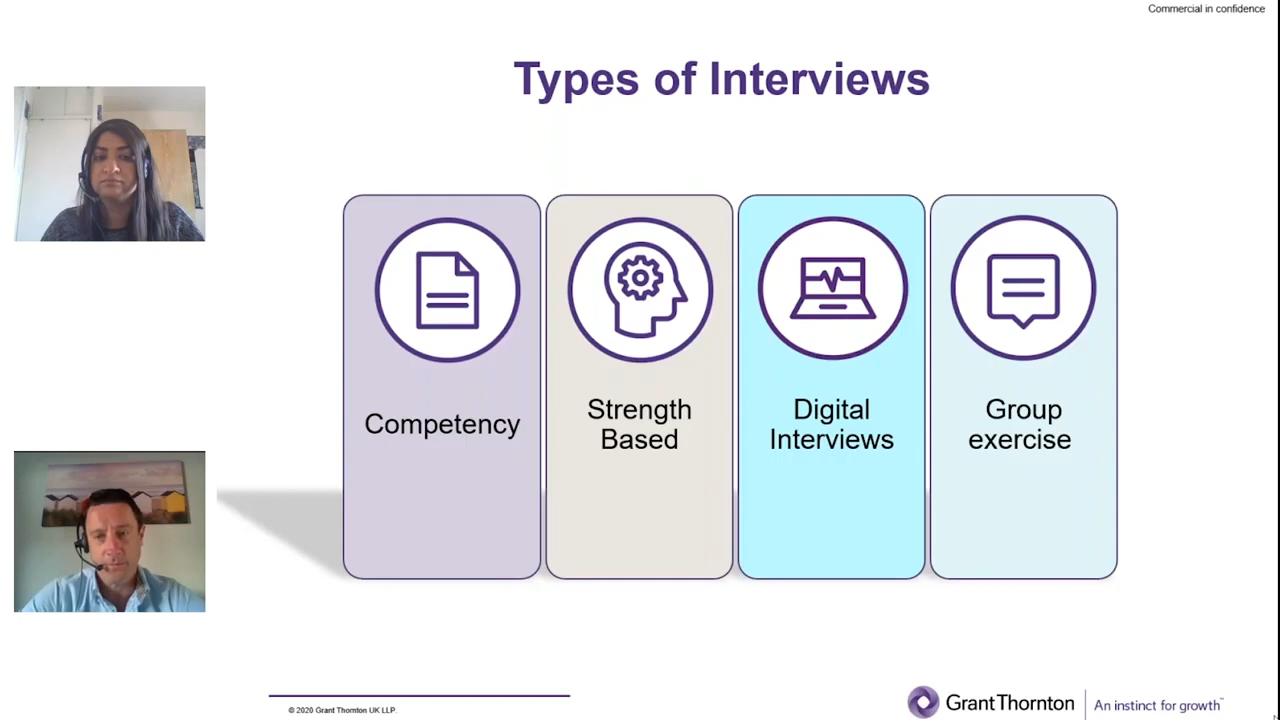 Commercial in confidence
Types of Interviews
Competency
Strength
Based
Digital
Interviews
Group
exercise
© 2020 Grant Thornton UK LLP.
GrantThornton
An instinct for growth™